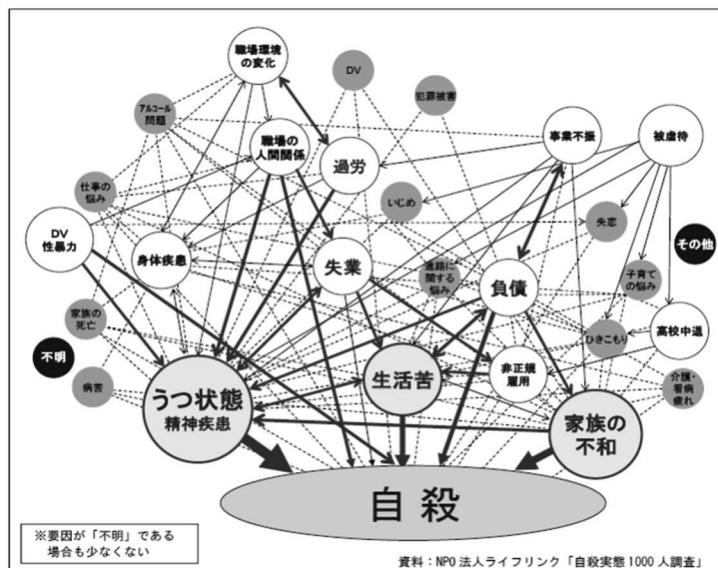 職場環境
の変化
DV
犯罪被害
アルコール
問題
職場の
人間関係
過労
事業不振
被虐待
仕事の
悩み
いじめ
失恋
DV
性暴力
その他
身体疾患
失業
進路に
関する
悩み
負債
子育て
の悩み
家族の
死亡
高校中退
ひきこもり
不明
病苦
うつ状態
精神疾患
生活苦
非正規
雇用
介護・
看病
疲れ
家族の
不和
自殺
※要因が「不明」である
場合も少なくない
資料:NPO法人ライフリンク「自殺実態1000人調査」